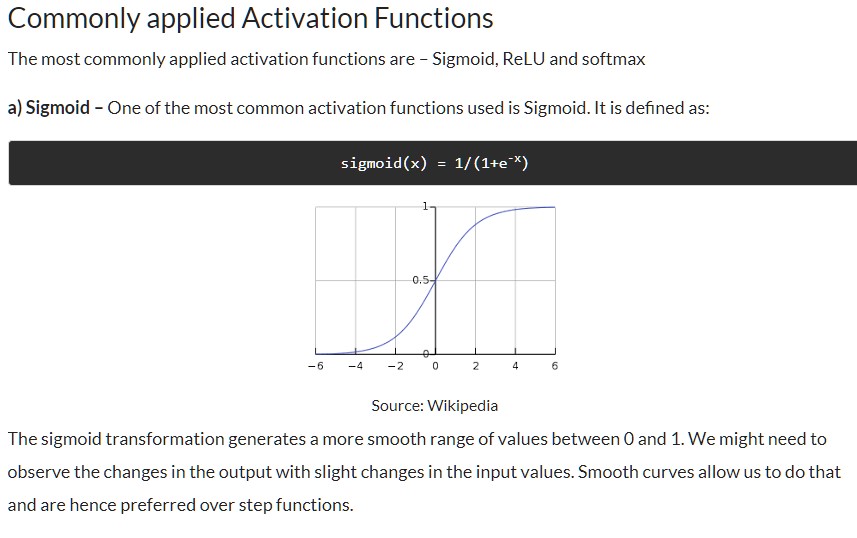 Commonly applied Activation Functions
The most commonly applied activation functions are – Sigmoid, ReLU and softmax
a) Sigmoid – One of the most common activation functions used is Sigmoid. It is defined as:
sigmoid(x) = 1/(1+e⁻ˣ)
1
0.5
0
−6 −4 −2 0 2 4 6
Source: Wikipedia
The sigmoid transformation generates a more smooth range of values between 0 and 1. We might need to
observe the changes in the output with slight changes in the input values. Smooth curves allow us to do that
and are hence preferred over step functions.